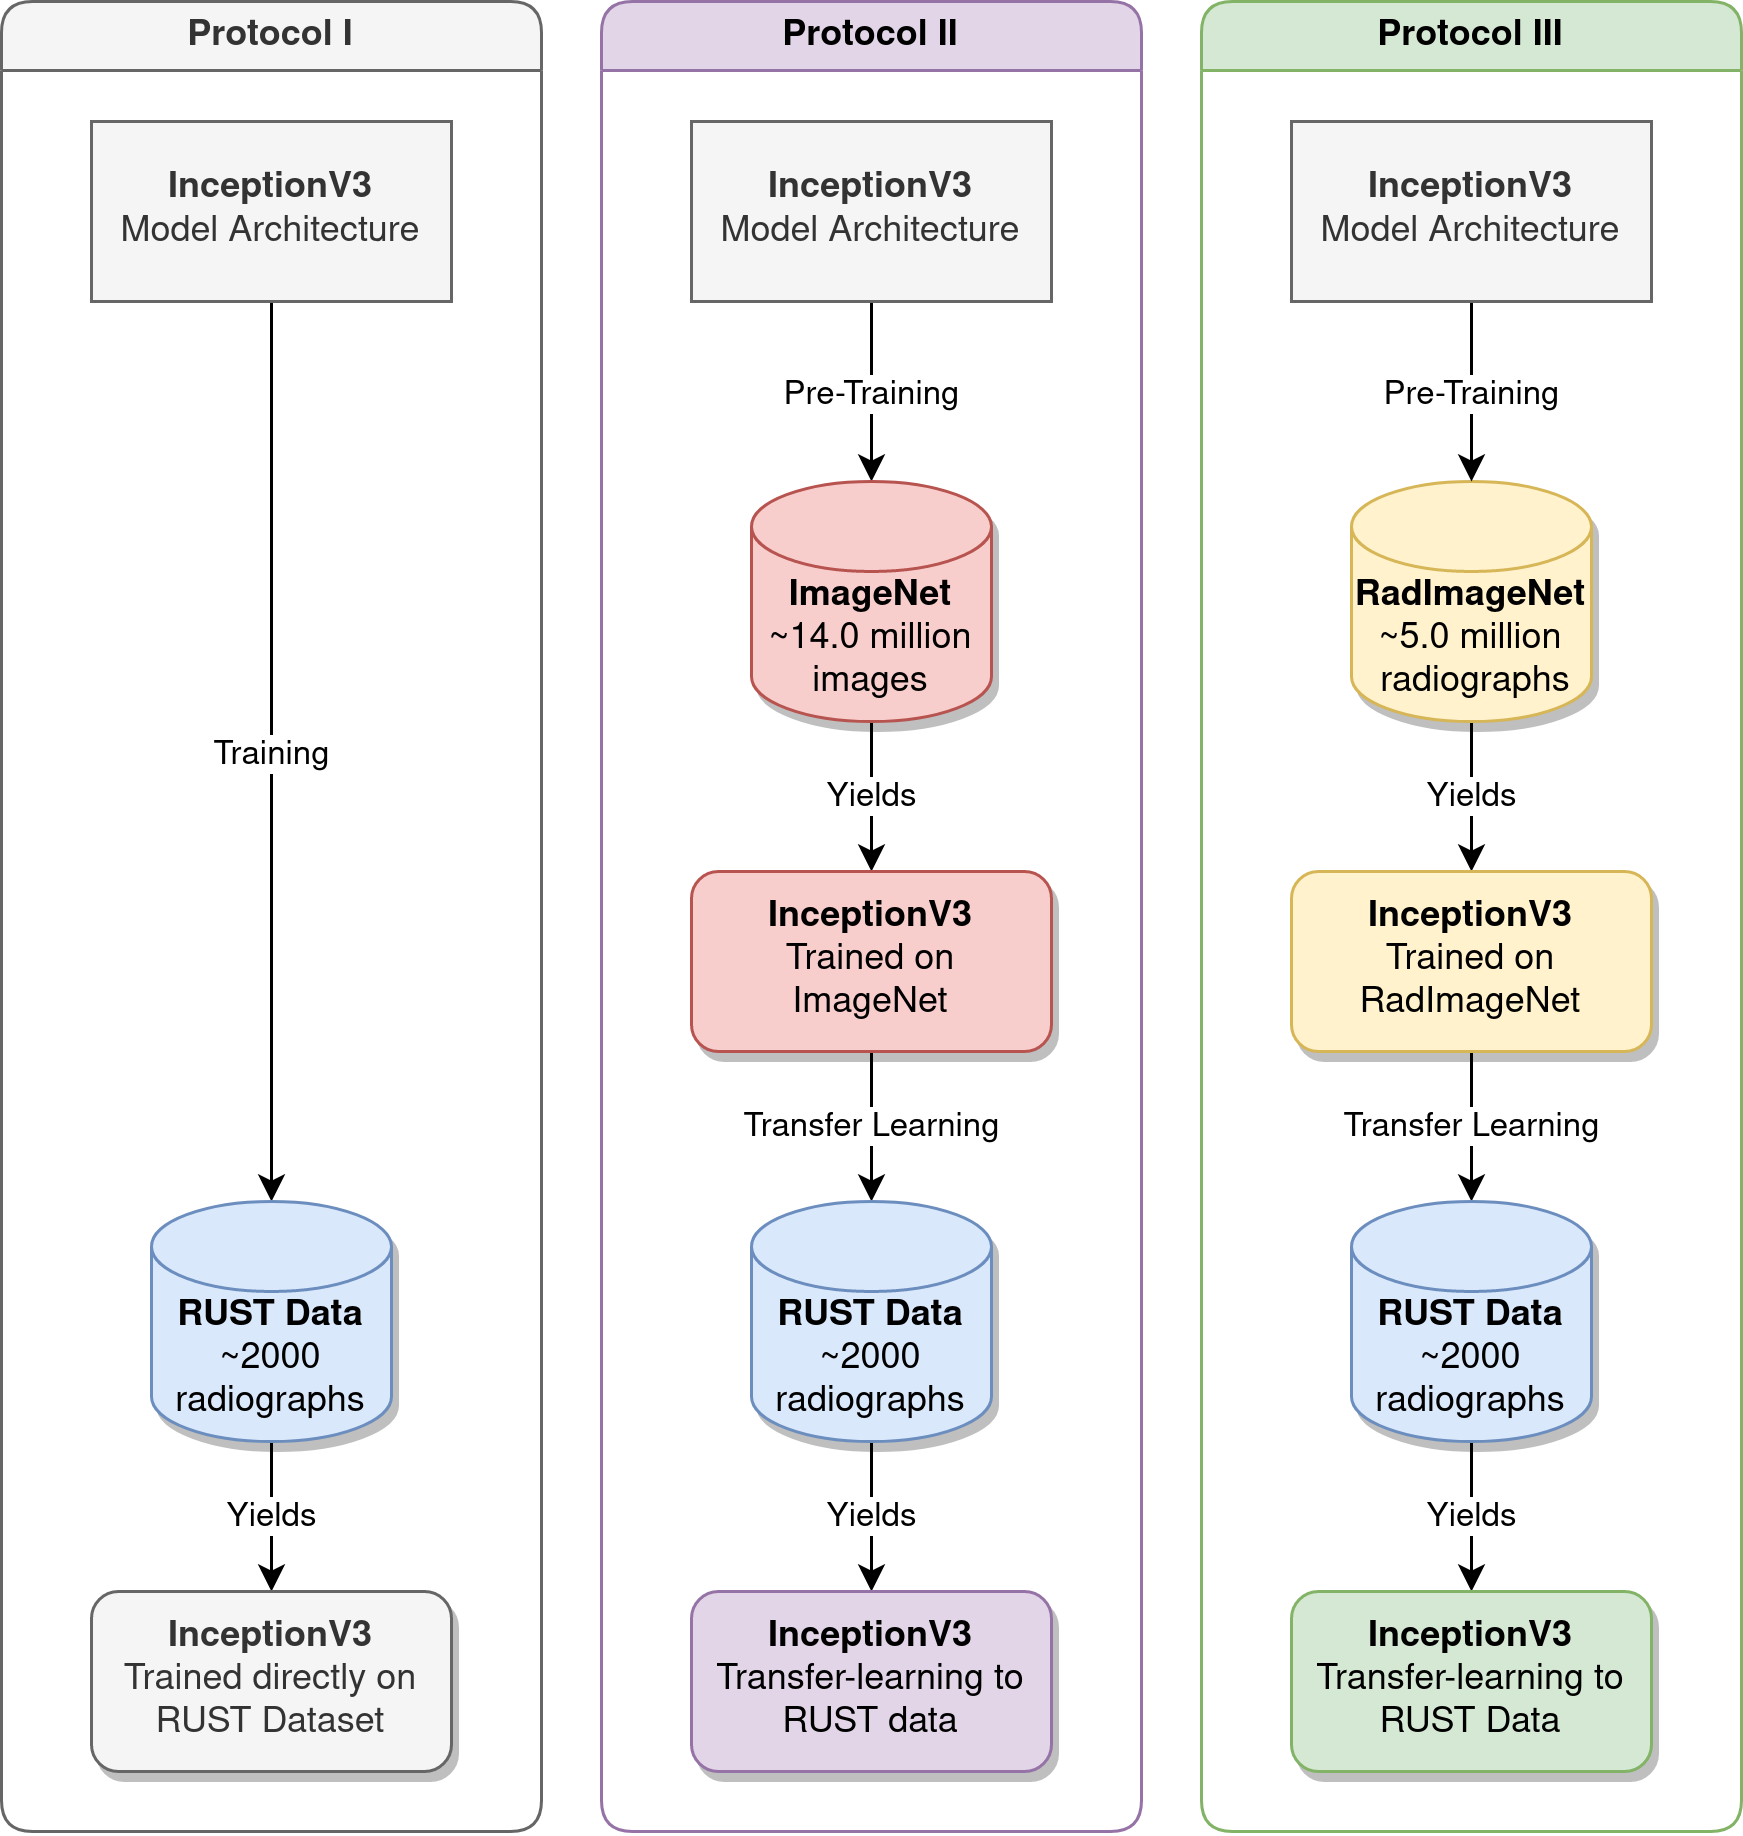 Protocol I
InceptionV3
Model Architecture
Training
RUST Data
~2000
radiographs
Yields
InceptionV3
Trained directly on
RUST Dataset
Protocol II
InceptionV3
Model Architecture
Pre-Training
ImageNet
~14.0 million
images
Yields
InceptionV3
Trained on
ImageNet
Transfer Learning
RUST Data
~2000
radiographs
Yields
InceptionV3
Transfer-learning to
RUST data
Protocol III
InceptionV3
Model Architecture
Pre-Training
RadImageNet
~5.0 million
radiographs
Yields
InceptionV3
Trained on
RadImageNet
Transfer Learning
RUST Data
~2000
radiographs
Yields
InceptionV3
Transfer-learning to
RUST Data